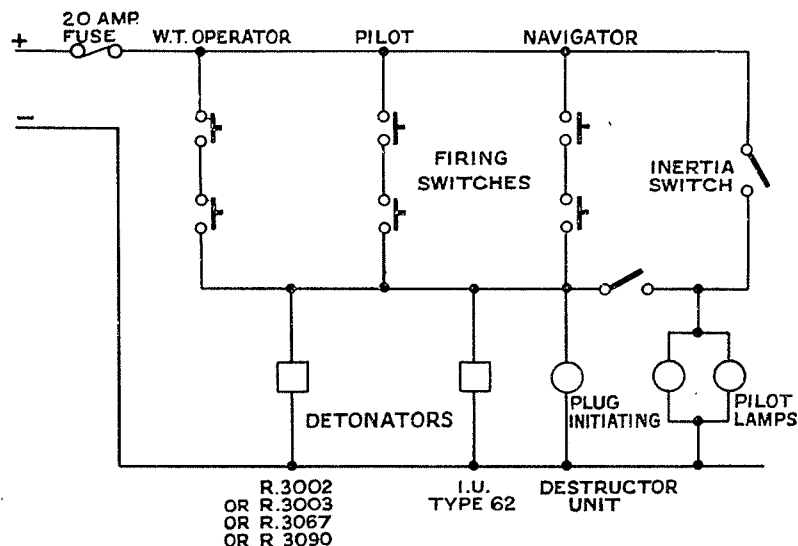 20 AMP.
FUSE
W.T. OPERATOR
PILOT
NAVIGATOR
+
−
FIRING
SWITCHES
INERTIA
SWITCH
DETONATORS
PLUG
INITIATING
PILOT
LAMPS
R.3002
OR R.3003
OR R.3067
OR R 3090
I.U.
TYPE 62
DESTRUCTOR
UNIT